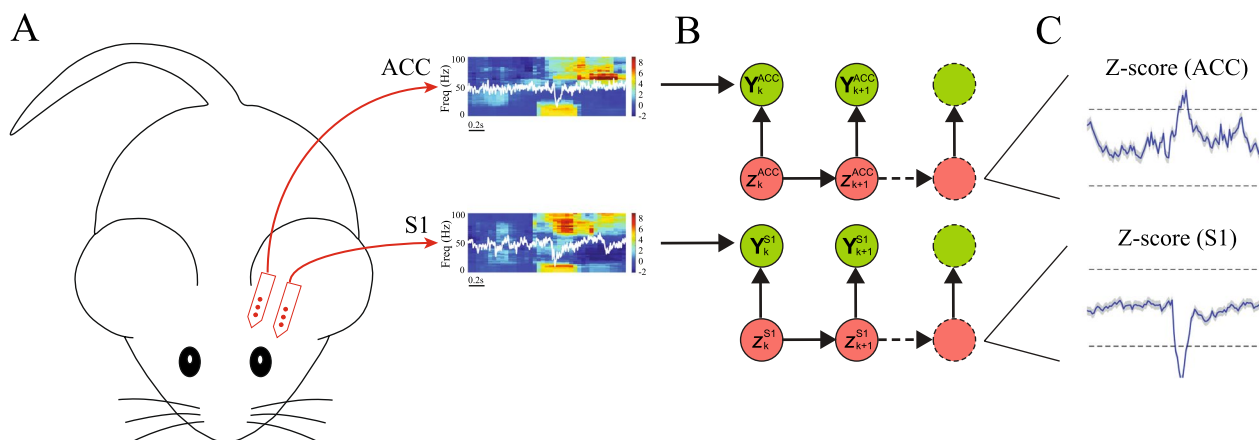 A
B
C
ACC
Freq (Hz)
100
50
0
8
6
4
2
0
-2
0.2s
Y_k^ACC
Y_k+1^ACC
z_k^ACC
z_k+1^ACC
Z-score (ACC)
S1
Freq (Hz)
100
50
0
8
6
4
2
0
-2
0.2s
Y_k^S1
Y_k+1^S1
z_k^S1
z_k+1^S1
Z-score (S1)